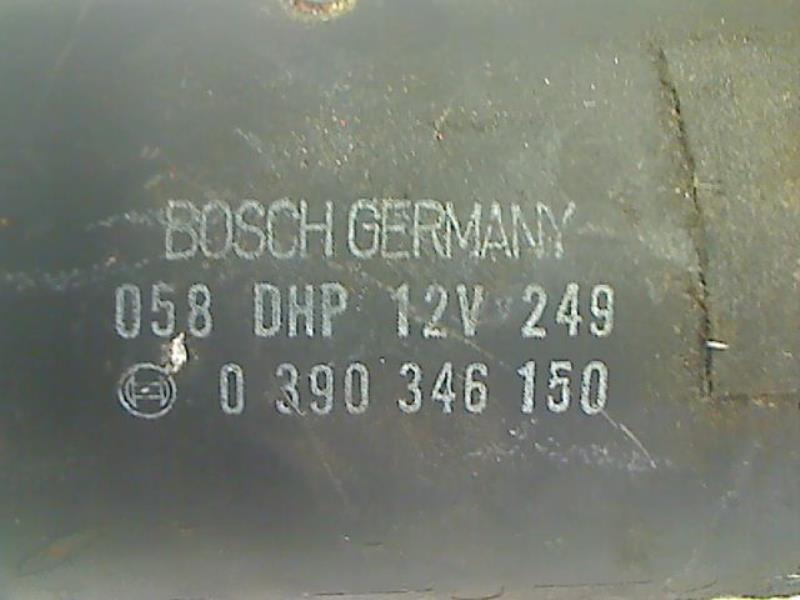 BOSCH GERMANY
058 DHP 12V 249
0 390 346 150